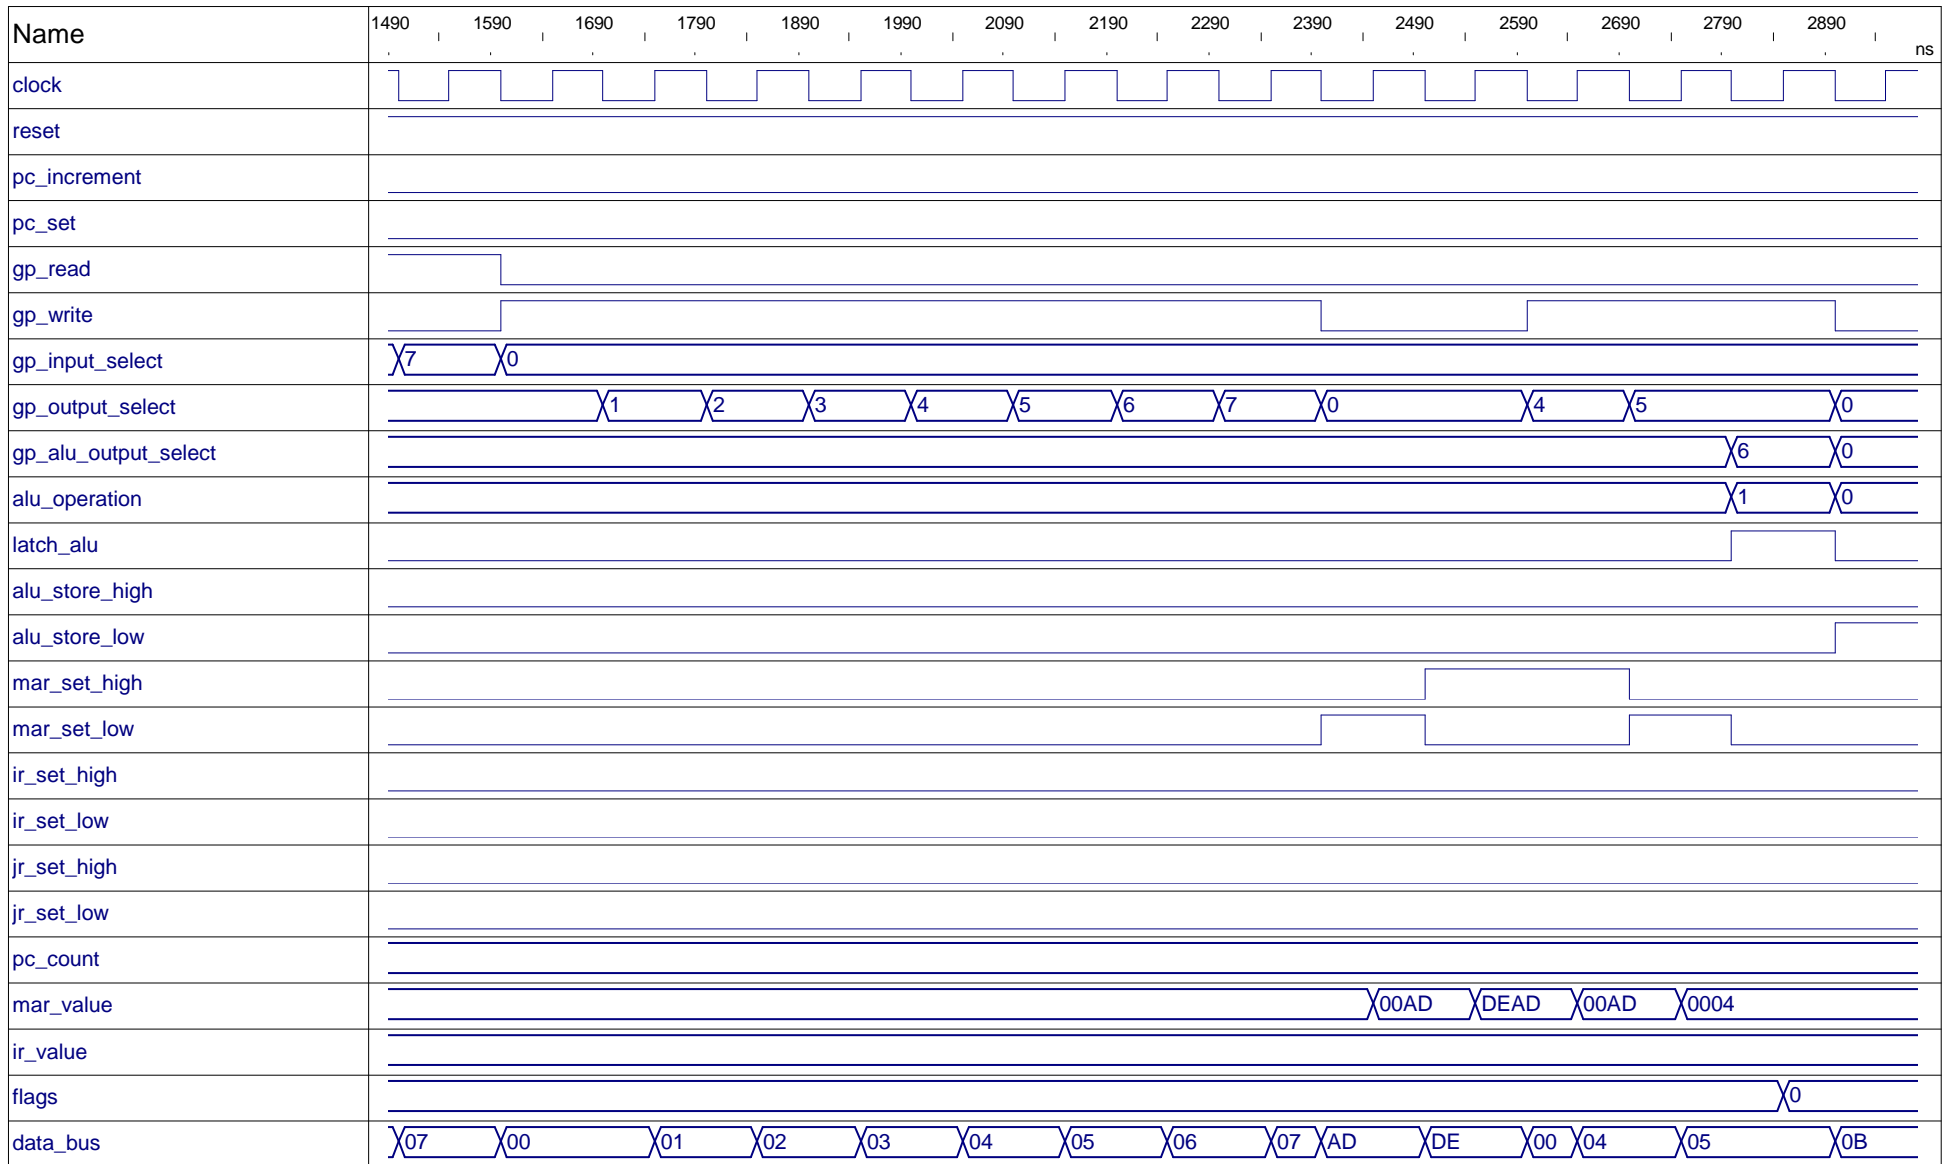 Name 1490 1590 1690 1790 1890 1990 2090 2190 2290 2390 2490 2590 2690 2790 2890
ns
clock
reset
pc_increment
pc_set
gp_read
gp_write
gp_input_select 7 0
gp_output_select 1 2 3 4 5 6 7 0 4 5 0
gp_alu_output_select 6 0
alu_operation 1 0
latch_alu
alu_store_high
alu_store_low
mar_set_high
mar_set_low
ir_set_high
ir_set_low
jr_set_high
jr_set_low
pc_count
mar_value 00AD DEAD 00AD 0004
ir_value
flags 0
data_bus 07 00 01 02 03 04 05 06 07 AD DE 00 04 05 0B